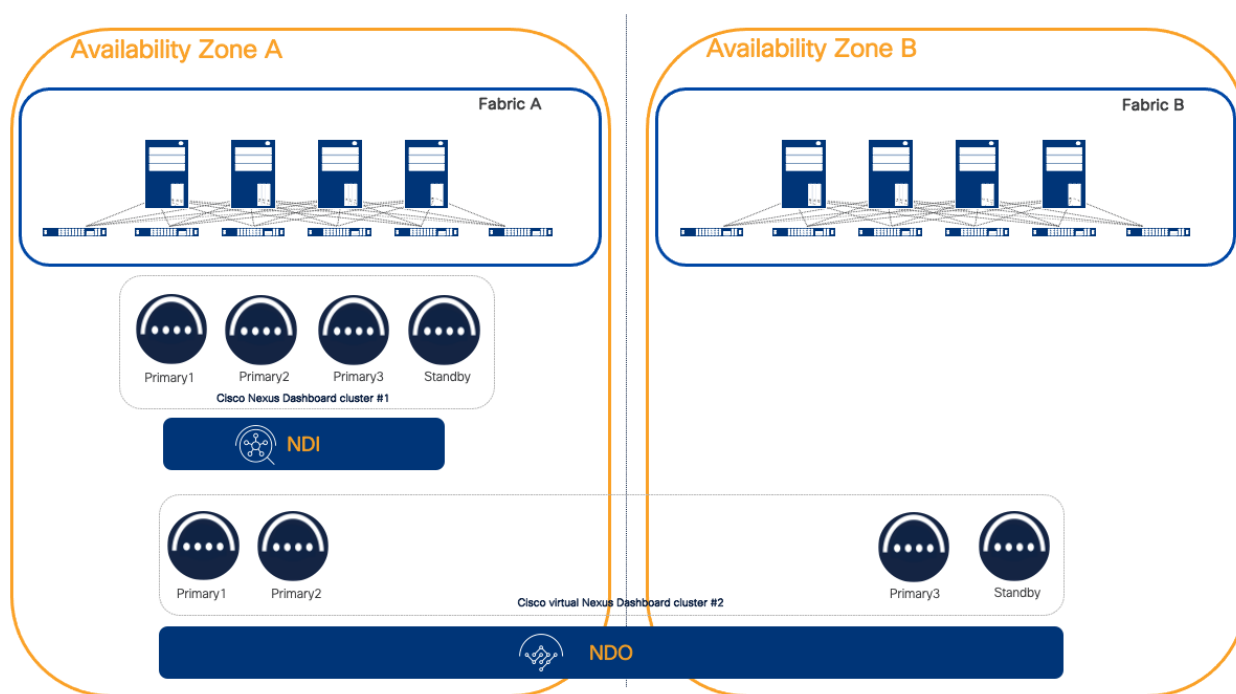 Availability Zone A
Availability Zone B
Fabric A
Fabric B
Primary1
Primary2
Primary3
Standby
Cisco Nexus Dashboard cluster #1
NDI
Primary1
Primary2
Primary3
Standby
Cisco virtual Nexus Dashboard cluster #2
NDO